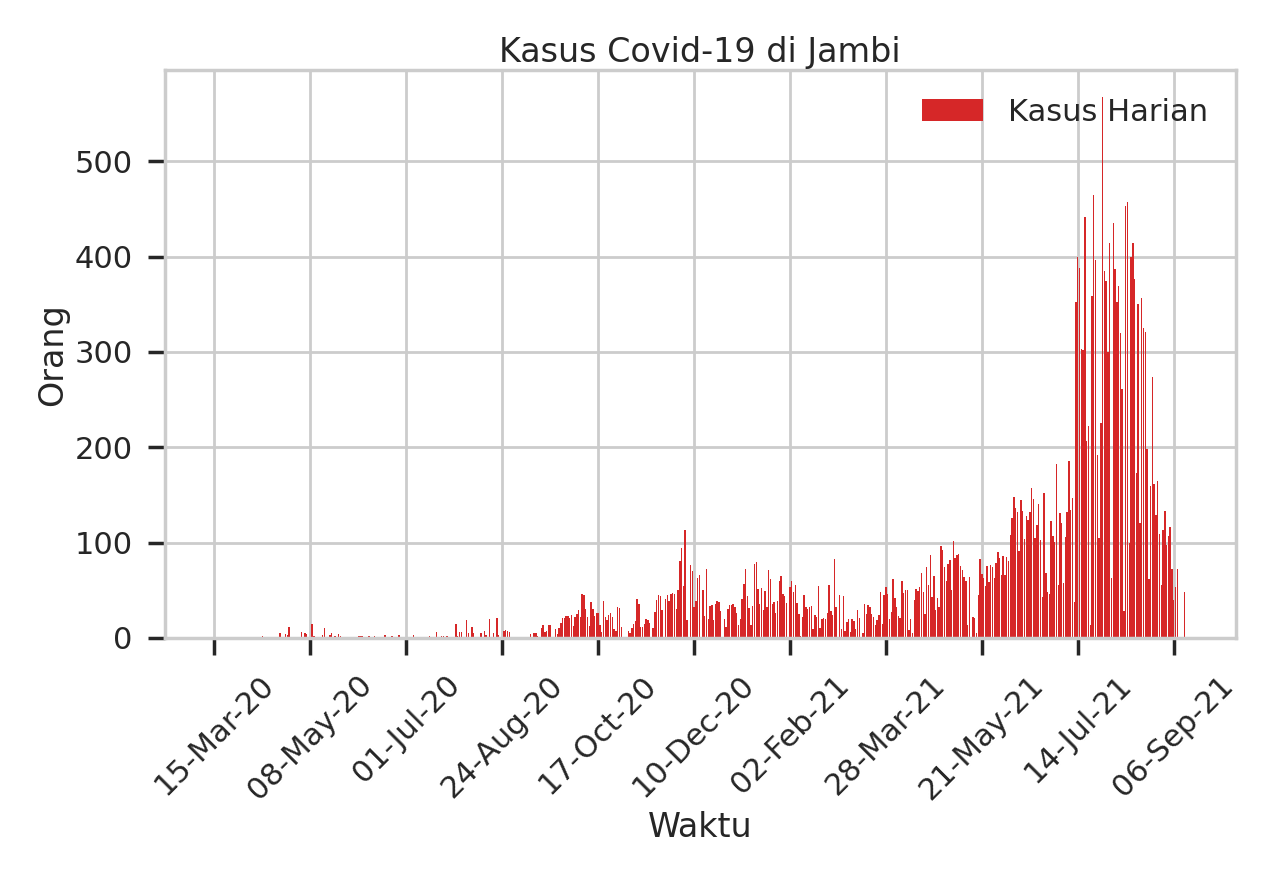 Kasus Covid-19 di Jambi
Kasus Harian
Orang
500
400
300
200
100
0
15-Mar-20
08-May-20
01-Jul-20
24-Aug-20
17-Oct-20
10-Dec-20
02-Feb-21
28-Mar-21
21-May-21
14-Jul-21
06-Sep-21
Waktu